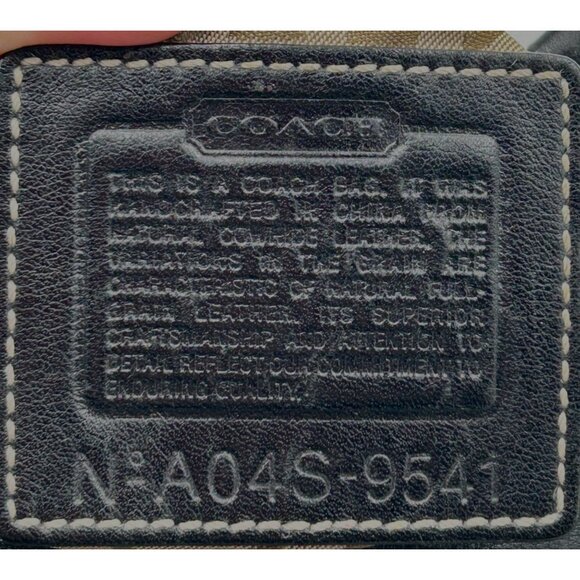 COACH
THIS IS A COACH BAG. IT WAS
HANDCRAFTED IN CHINA FROM
NATURAL COWHIDE LEATHER. THE
VARIATIONS IN THE GRAIN ARE
CHARACTERISTIC OF NATURAL FULL-
GRAIN LEATHER. ITS SUPERIOR
CRAFTSMANSHIP AND ATTENTION TO
DETAIL REFLECT OUR COMMITMENT TO
ENDURING QUALITY.
Nº A04S-9541